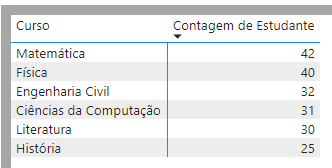 Curso Contagem de Estudante
Matemática 42
Física 40
Engenharia Civil 32
Ciências da Computação 31
Literatura 30
História 25